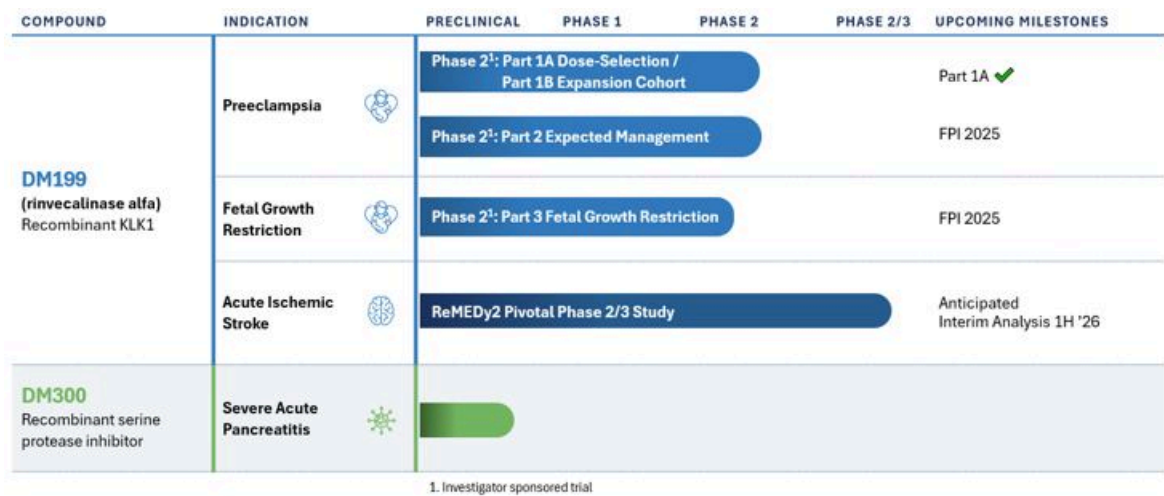 COMPOUND INDICATION PRECLINICAL PHASE 1 PHASE 2 PHASE 2/3 UPCOMING MILESTONES
DM199
(rinvecalinase alfa)
Recombinant KLK1
Preeclampsia
Phase 2¹: Part 1A Dose-Selection /
Part 1B Expansion Cohort
Part 1A ✔
Phase 2¹: Part 2 Expected Management
FPI 2025
Fetal Growth
Restriction
Phase 2¹: Part 3 Fetal Growth Restriction
FPI 2025
Acute Ischemic
Stroke
ReMEDy2 Pivotal Phase 2/3 Study
Anticipated
Interim Analysis 1H '26
DM300
Recombinant serine
protease inhibitor
Severe Acute
Pancreatitis
1. Investigator sponsored trial